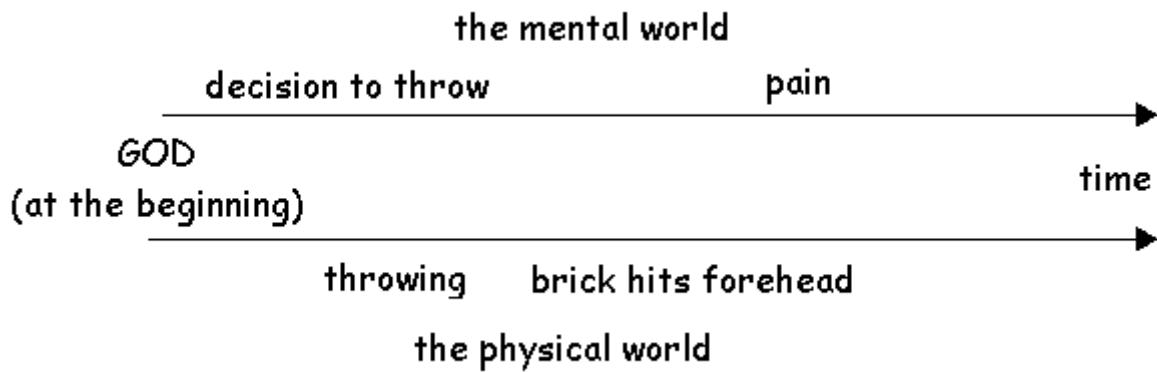 the mental world
decision to throw pain
GOD
(at the beginning)
time
throwing brick hits forehead
the physical world